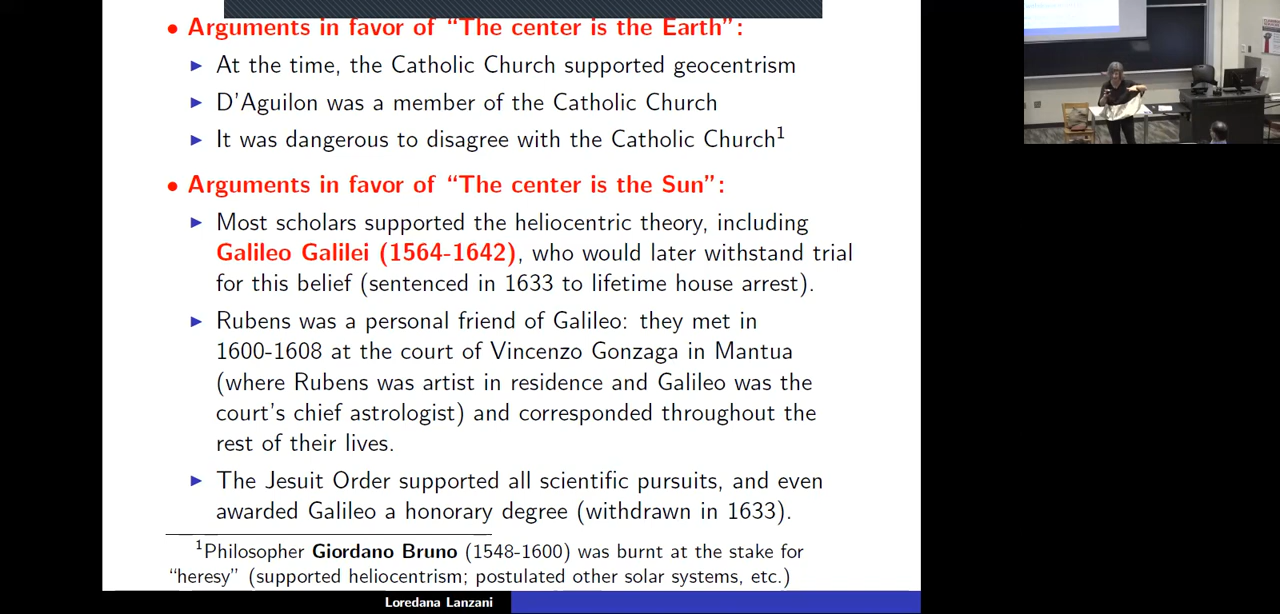 • Arguments in favor of “The center is the Earth”:
► At the time, the Catholic Church supported geocentrism
► D’Aguilon was a member of the Catholic Church
► It was dangerous to disagree with the Catholic Church1
• Arguments in favor of “The center is the Sun”:
► Most scholars supported the heliocentric theory, including
Galileo Galilei (1564-1642), who would later withstand trial
for this belief (sentenced in 1633 to lifetime house arrest).
► Rubens was a personal friend of Galileo: they met in
1600-1608 at the court of Vincenzo Gonzaga in Mantua
(where Rubens was artist in residence and Galileo was the
court’s chief astrologist) and corresponded throughout the
rest of their lives.
► The Jesuit Order supported all scientific pursuits, and even
awarded Galileo a honorary degree (withdrawn in 1633).
1Philosopher Giordano Bruno (1548-1600) was burnt at the stake for
“heresy” (supported heliocentrism; postulated other solar systems, etc.)
Loredana Lanzani